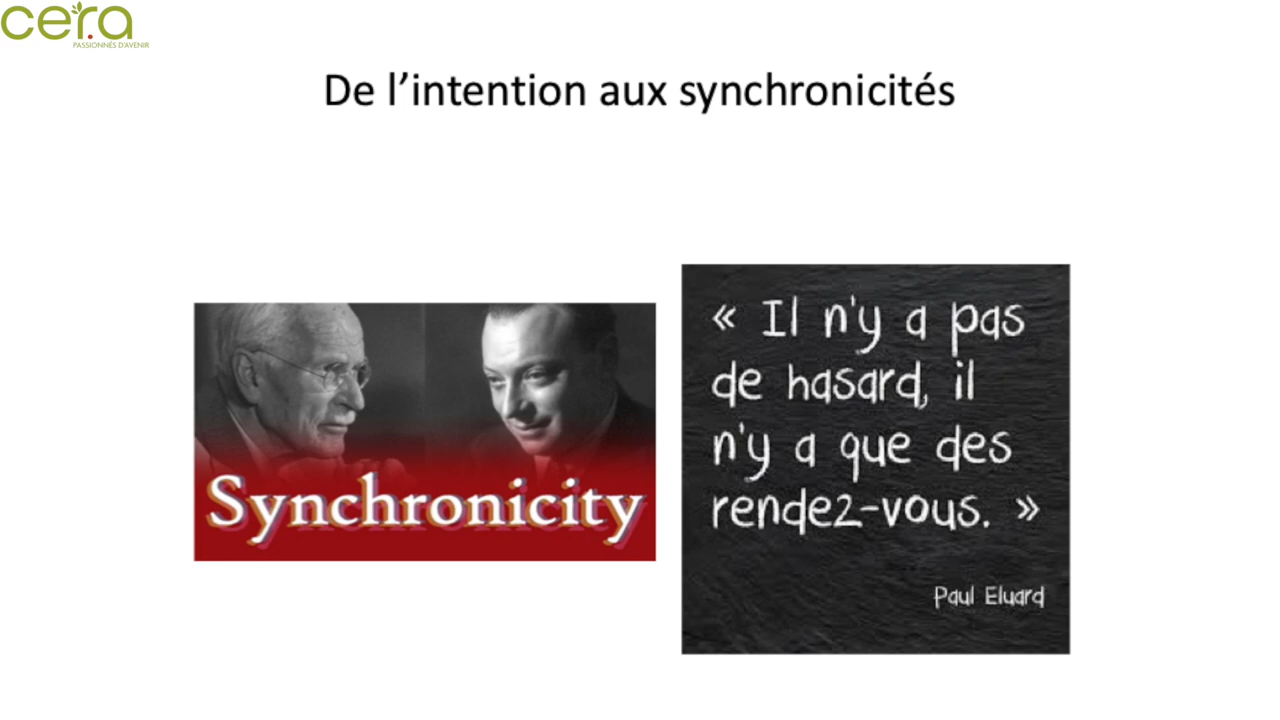 cera
PASSIONNÉS D'AVENIR
De l’intention aux synchronicités
Synchronicity
« Il n'y a pas
de hasard, il
n'y a que des
rendez-vous. »
Paul Eluard